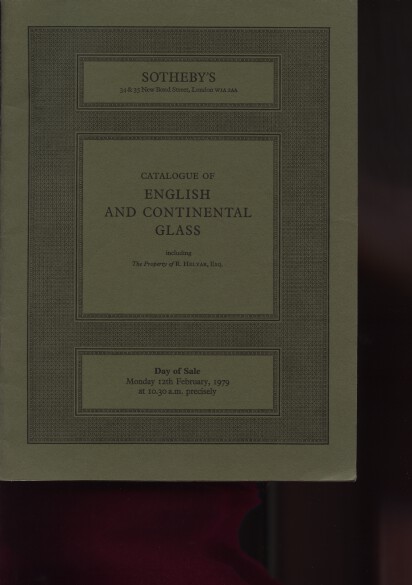 SOTHEBY'S
34 & 35 New Bond Street, London W1A 2AA
CATALOGUE OF
ENGLISH
AND CONTINENTAL
GLASS
including
The Property of R.
Day of Sale
Monday 12th February, 1979
at 10.30 a.m. precisely